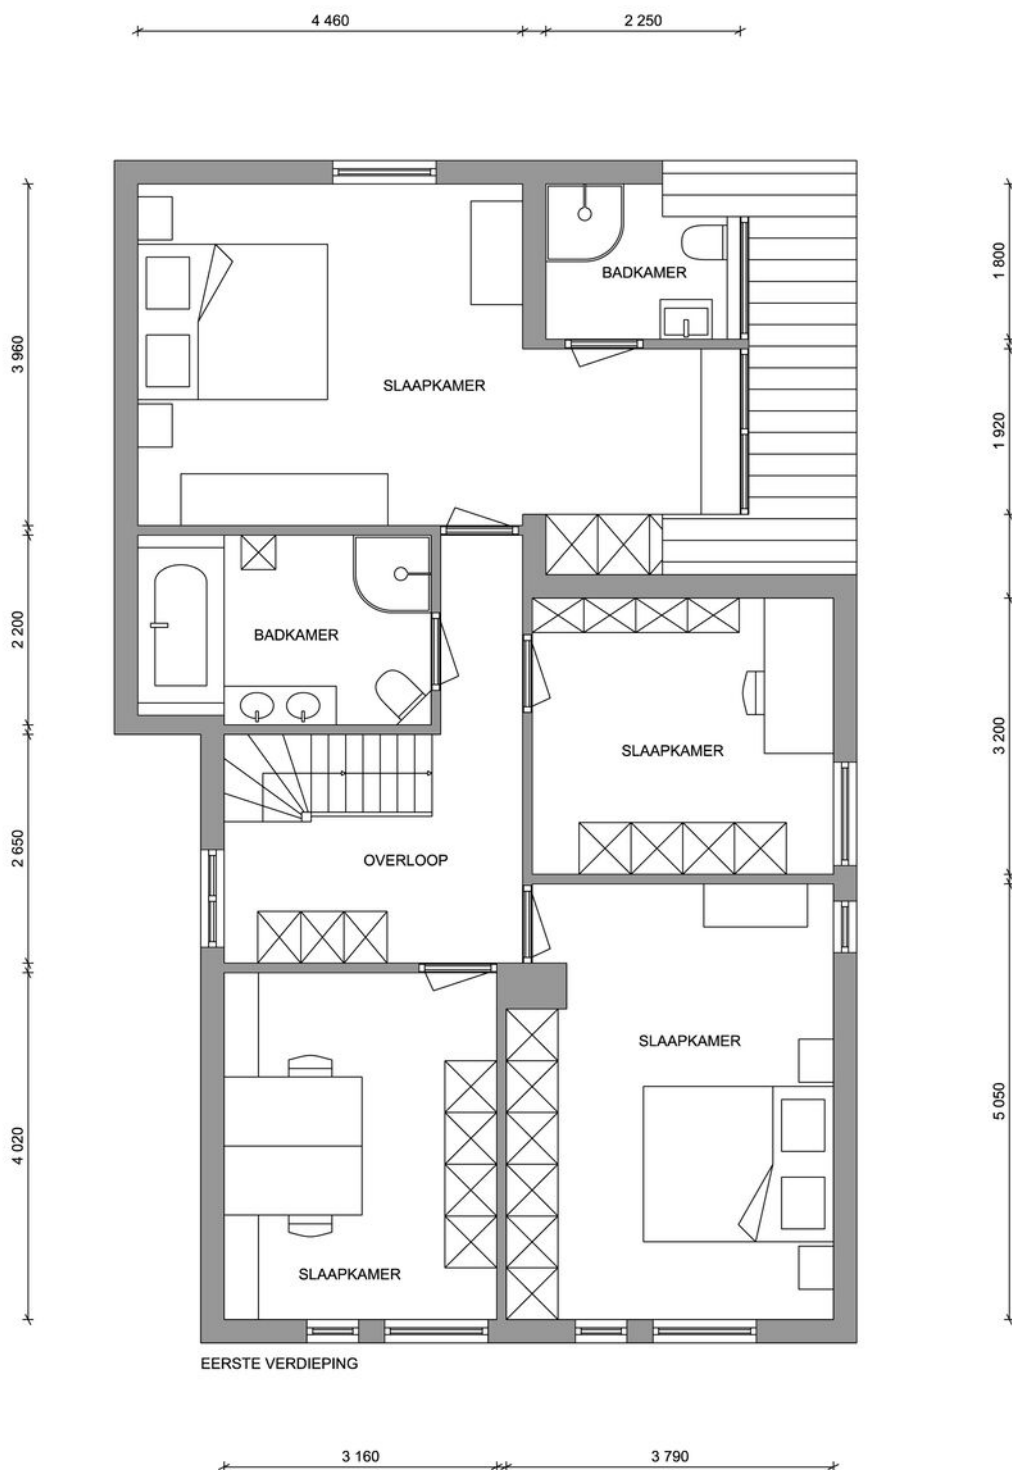 4 460
2 250
BADKAMER
1 800
3 960
SLAAPKAMER
1 920
2 200
BADKAMER
SLAAPKAMER
3 200
2 650
OVERLOOP
SLAAPKAMER
5 050
4 020
SLAAPKAMER
EERSTE VERDIEPING
3 160
3 790